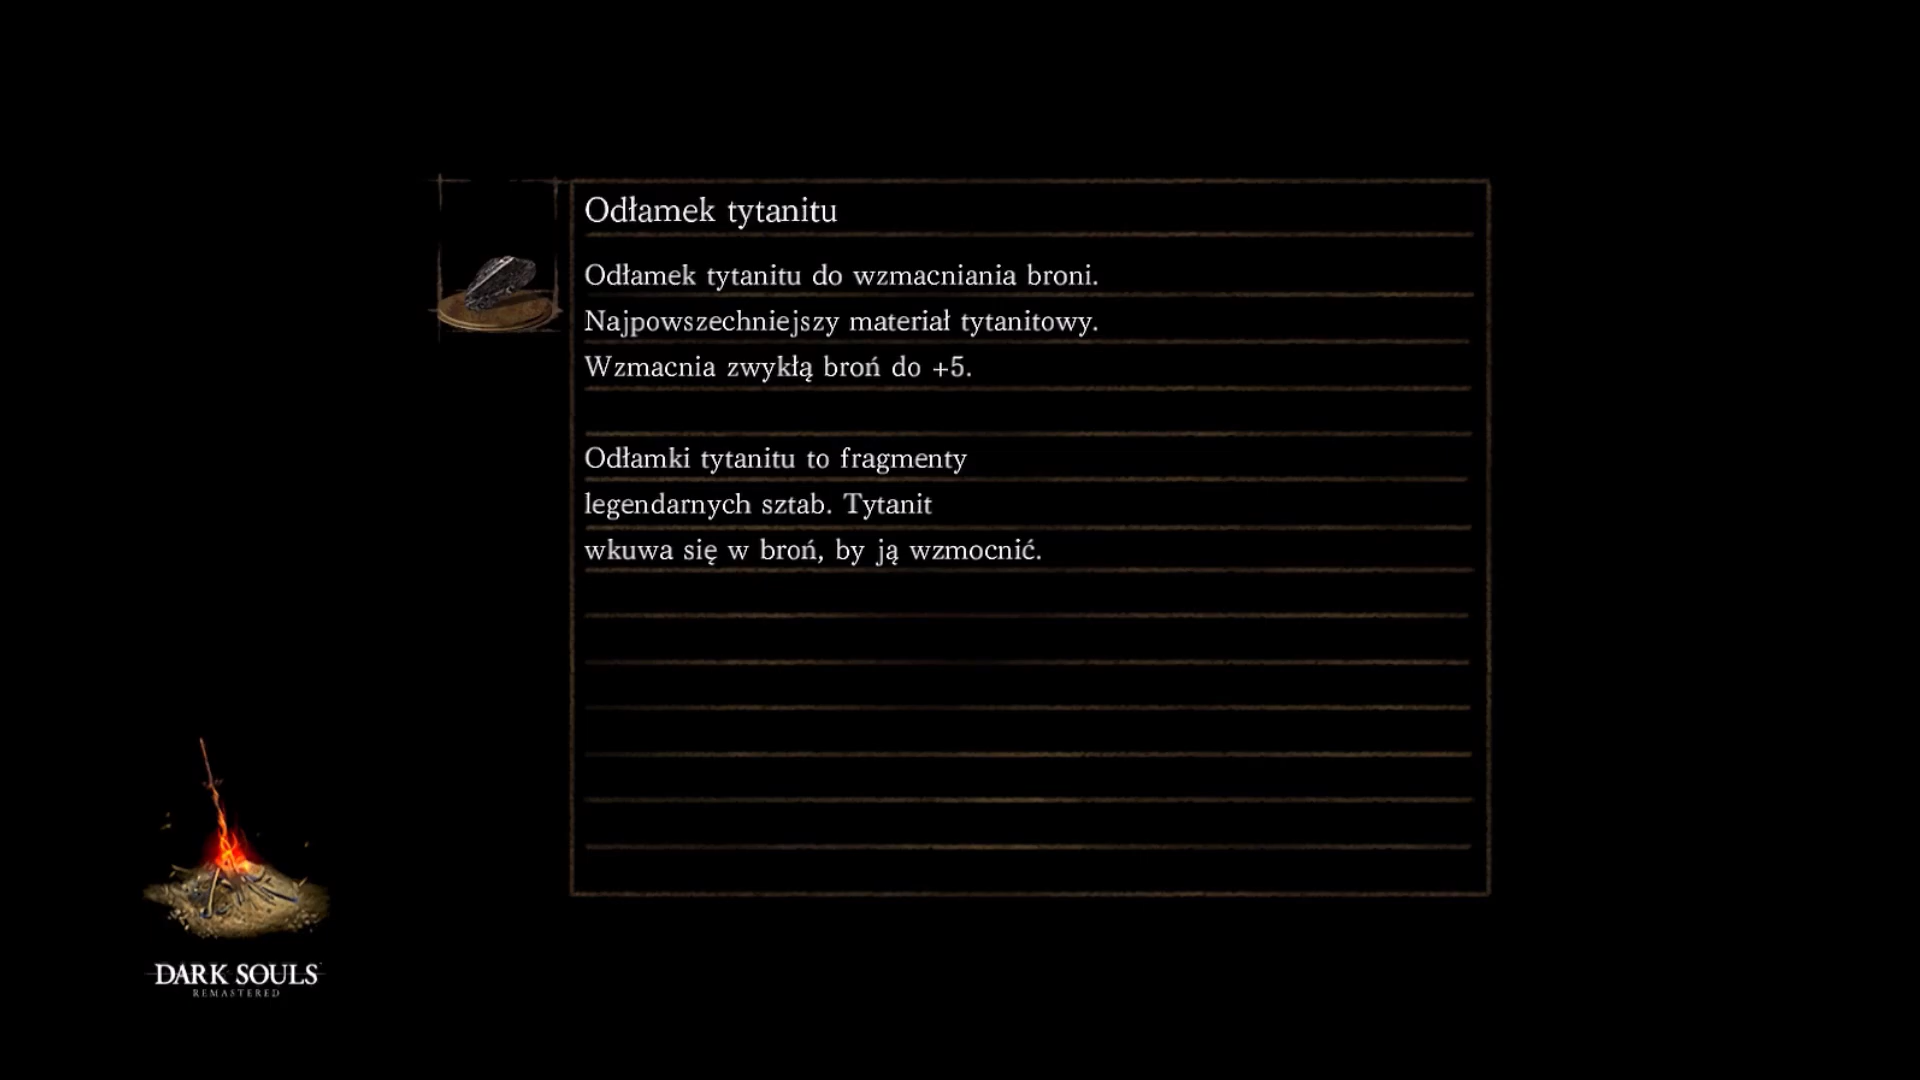 Odłamek tytanitu
Odłamek tytanitu do wzmacniania broni.
Najpowszechniejszy materiał tytanitowy.
Wzmacnia zwykłą broń do +5.
Odłamki tytanitu to fragmenty
legendarnych sztab. Tytanit
wkuwa się w broń, by ją wzmocnić.
DARK SOULS
REMASTERED